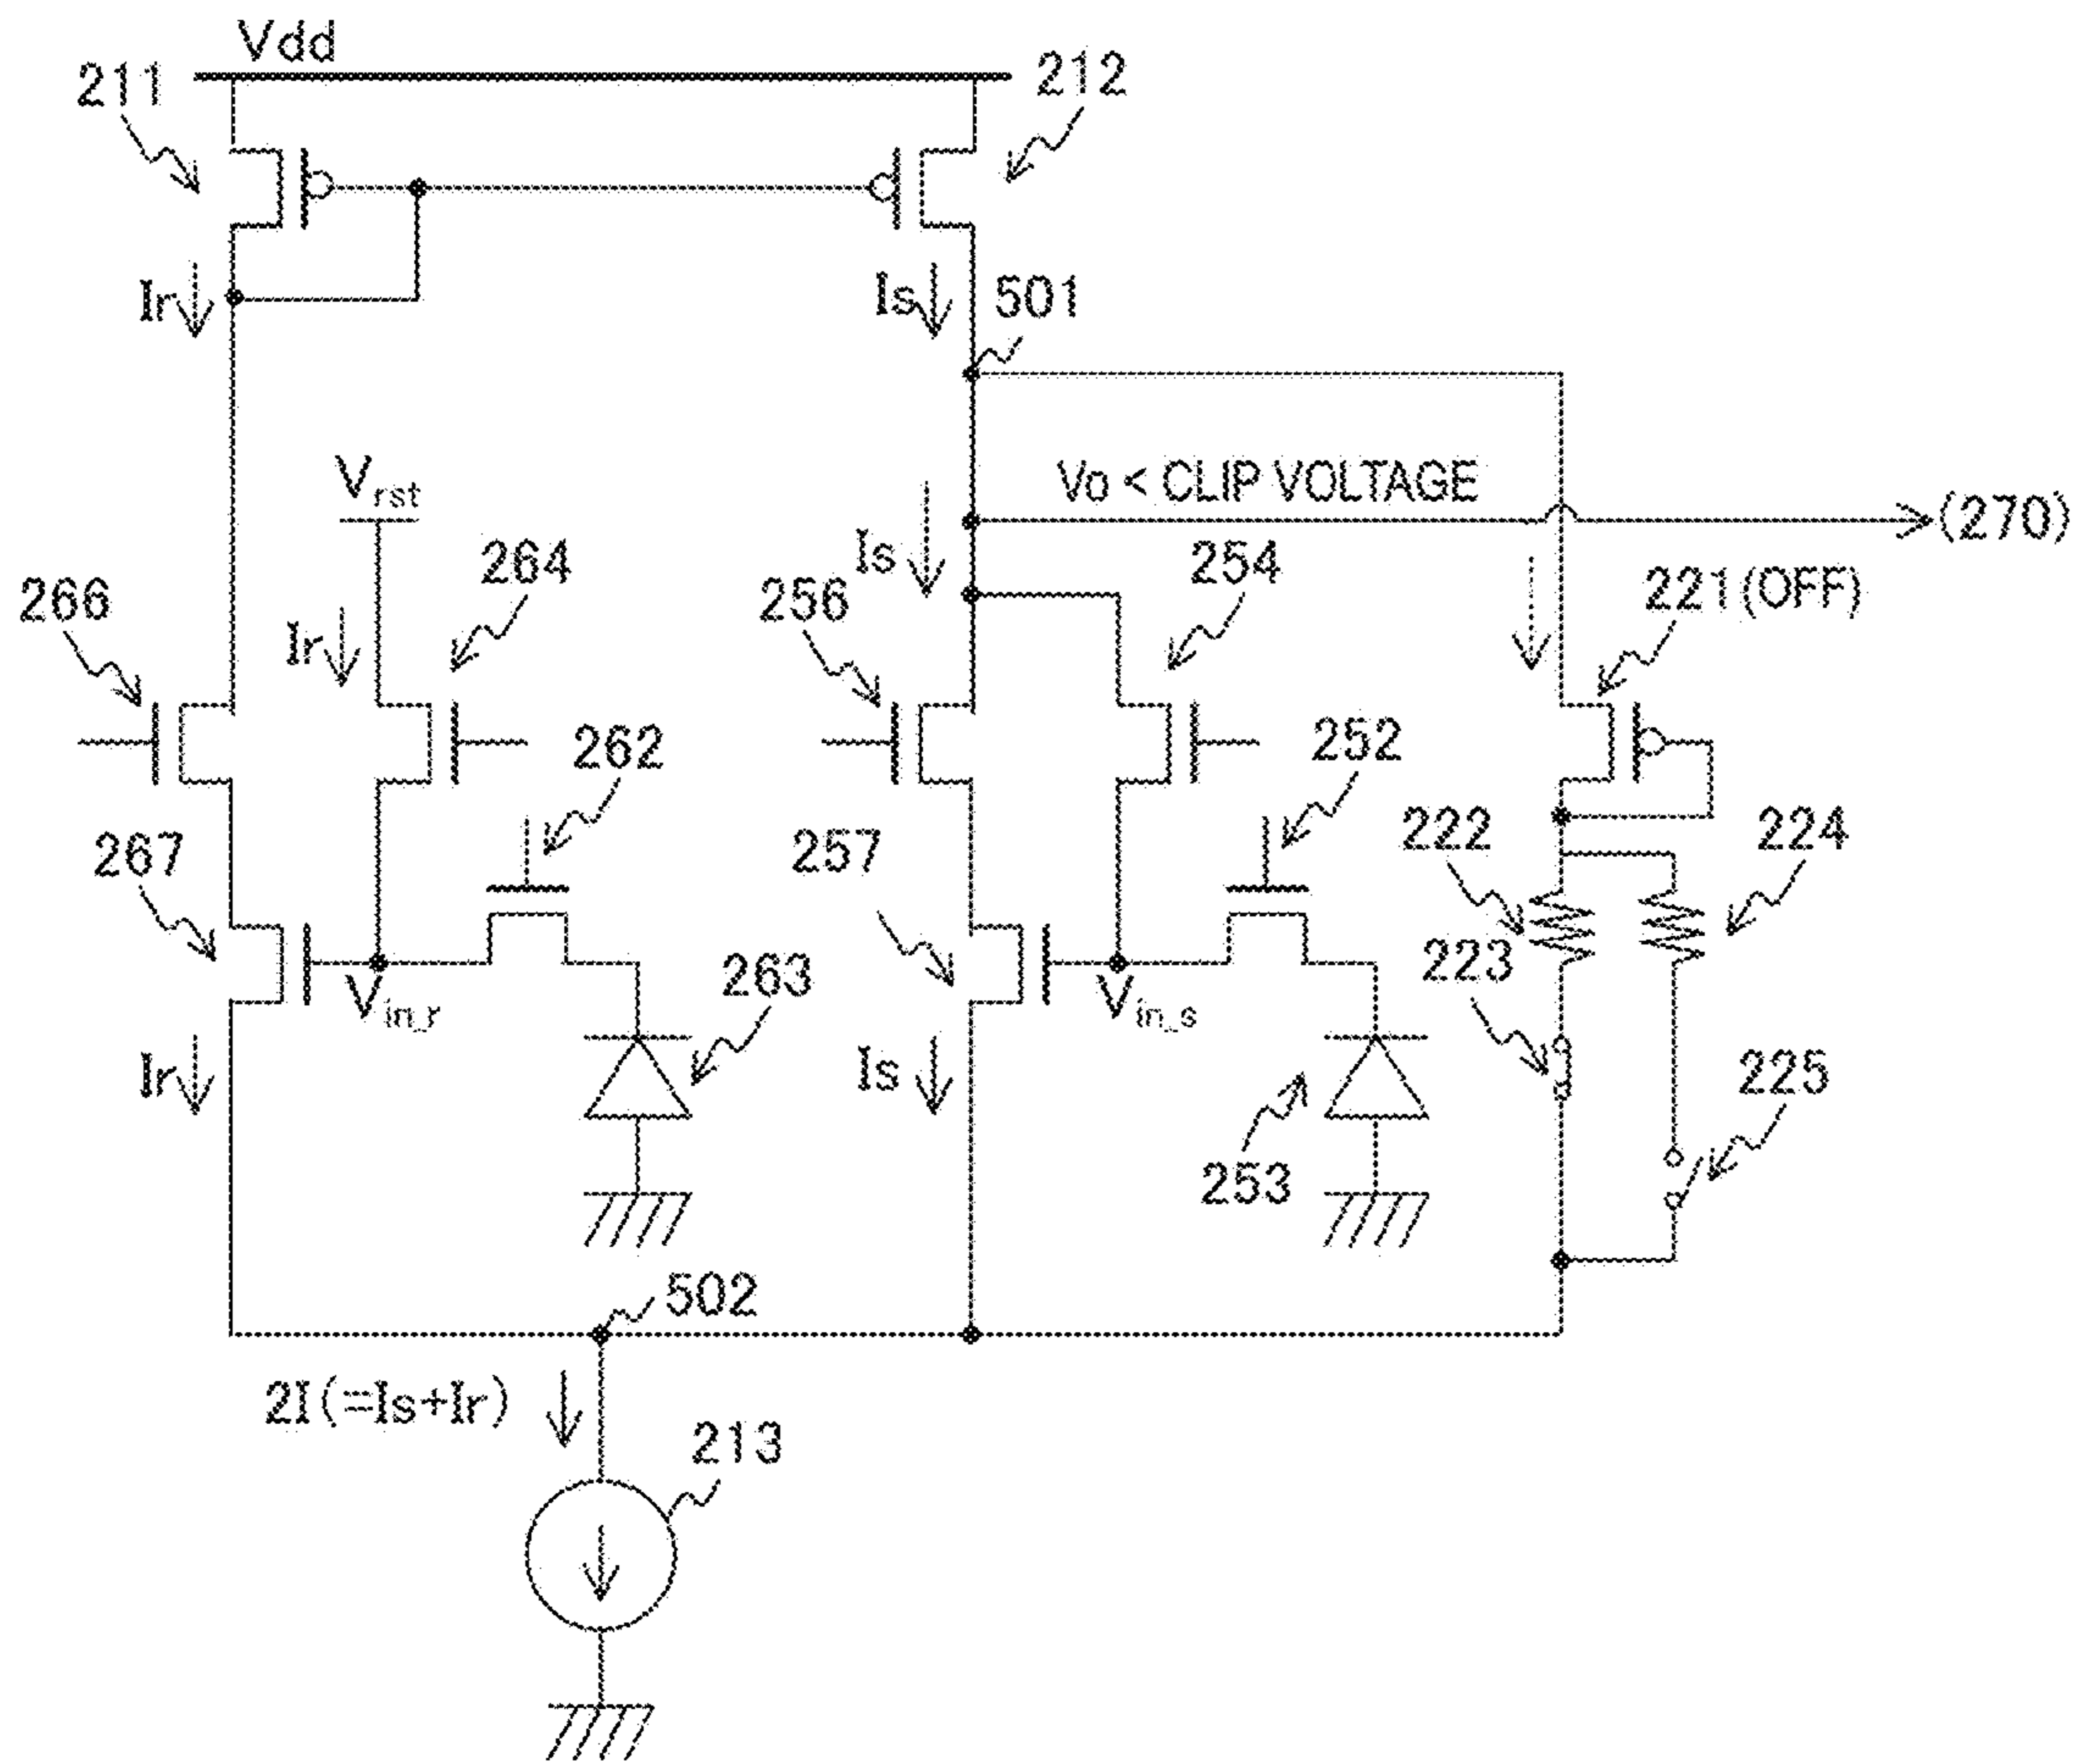 Vdd
211
212
Ir
Is
501
Vrst
Vo < CLIP VOLTAGE
(270)
266
Ir
264
256
Is
254
221(OFF)
262
252
267
257
222
224
Vin_r
263
Vin_s
223
Ir
Is
253
225
502
2I(=Is+Ir)
213